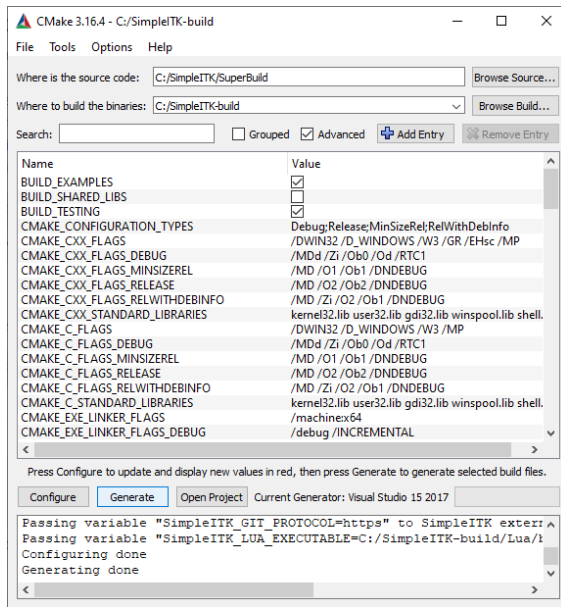 CMake 3.16.4 - C:/SimpleITK-build
File Tools Options Help
Where is the source code: C:/SimpleITK/SuperBuild Browse Source...
Where to build the binaries: C:/SimpleITK-build Browse Build...
Search: Grouped Advanced Add Entry Remove Entry
Name Value
BUILD_EXAMPLES
BUILD_SHARED_LIBS
BUILD_TESTING
CMAKE_CONFIGURATION_TYPES Debug;Release;MinSizeRel;RelWithDebInfo
CMAKE_CXX_FLAGS /DWIN32 /D_WINDOWS /W3 /GR /EHsc /MP
CMAKE_CXX_FLAGS_DEBUG /MDd /Zi /Ob0 /Od /RTC1
CMAKE_CXX_FLAGS_MINSIZEREL /MD /O1 /Ob1 /DNDEBUG
CMAKE_CXX_FLAGS_RELEASE /MD /O2 /Ob2 /DNDEBUG
CMAKE_CXX_FLAGS_RELWITHDEBINFO /MD /Zi /O2 /Ob1 /DNDEBUG
CMAKE_CXX_STANDARD_LIBRARIES kernel32.lib user32.lib gdi32.lib winspool.lib shell.
CMAKE_C_FLAGS /DWIN32 /D_WINDOWS /W3 /MP
CMAKE_C_FLAGS_DEBUG /MDd /Zi /Ob0 /Od /RTC1
CMAKE_C_FLAGS_MINSIZEREL /MD /O1 /Ob1 /DNDEBUG
CMAKE_C_FLAGS_RELEASE /MD /O2 /Ob2 /DNDEBUG
CMAKE_C_FLAGS_RELWITHDEBINFO /MD /Zi /O2 /Ob1 /DNDEBUG
CMAKE_C_STANDARD_LIBRARIES kernel32.lib user32.lib gdi32.lib winspool.lib shell.
CMAKE_EXE_LINKER_FLAGS /machine:x64
CMAKE_EXE_LINKER_FLAGS_DEBUG /debug /INCREMENTAL
Press Configure to update and display new values in red, then press Generate to generate selected build files.
Configure Generate Open Project Current Generator: Visual Studio 15 2017
Passing variable "SimpleITK_GIT_PROTOCOL=https" to SimpleITK extern
Passing variable "SimpleITK_LUA_EXECUTABLE=C:/SimpleITK-build/Lua/b
Configuring done
Generating done